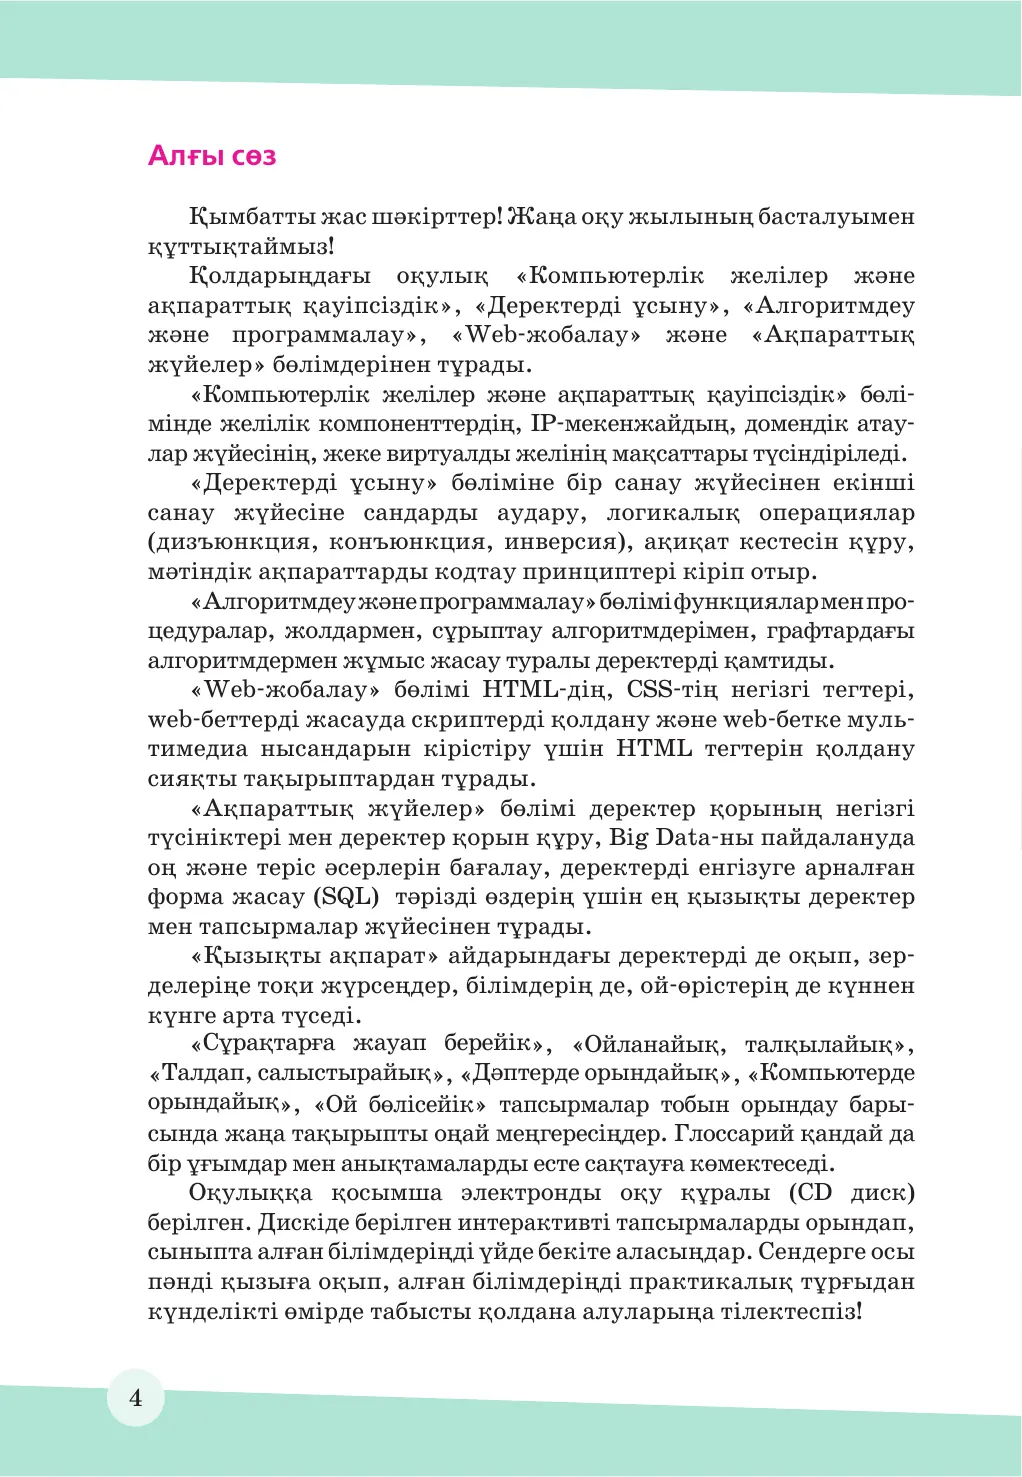 Алғы сөз
Қымбатты жас шәкірттер! Жаңа оқу жылының басталуымен
құттықтаймыз!
Қолдарыңдағы оқулық «Компьютерлік желілер және
ақпараттық қауіпсіздік», «Деректерді ұсыну», «Алгоритмдеу
және программалау», «Web-жобалау» және «Ақпараттық
жүйелер» бөлімдерінен тұрады.
«Компьютерлік желілер және ақпараттық қауіпсіздік» бөлі-
мінде желілік компоненттердің, IP-мекенжайдың, домендік атау-
лар жүйесінің, жеке виртуалды желінің мақсаттары түсіндіріледі.
«Деректерді ұсыну» бөліміне бір санау жүйесінен екінші
санау жүйесіне сандарды аудару, логикалық операциялар
(дизъюнкция, конъюнкция, инверсия), ақиқат кестесін құру,
мәтіндік ақпараттарды кодтау принциптері кіріп отыр.
«Алгоритмдеу және программалау» бөлімі функциялар мен про-
цедуралар, жолдармен, сұрыптау алгоритмдерімен, графтардағы
алгоритмдермен жұмыс жасау туралы деректерді қамтиды.
«Web-жобалау» бөлімі HTML-дің, CSS-тің негізгі тегтері,
web-беттерді жасауда скриптерді қолдану және web-бетке муль-
тимедиа нысандарын кірістіру үшін HTML тегтерін қолдану
сияқты тақырыптардан тұрады.
«Ақпараттық жүйелер» бөлімі деректер қорының негізгі
түсініктері мен деректер қорын құру, Big Data-ны пайдалануда
оң және теріс әсерлерін бағалау, деректерді енгізуге арналған
форма жасау (SQL) тәрізді өздерің үшін ең қызықты деректер
мен тапсырмалар жүйесінен тұрады.
«Қызықты ақпарат» айдарындағы деректерді де оқып, зер-
делеріңе тоқи жүрсеңдер, білімдерің де, ой-өрістерің де күннен
күнге арта түседі.
«Сұрақтарға жауап берейік», «Ойланайық, талқылайық»,
«Талдап, салыстырайық», «Дәптерде орындайық», «Компьютерде
орындайық», «Ой бөлісейік» тапсырмалар тобын орындау бары-
сында жаңа тақырыпты оңай меңгересіңдер. Глоссарий қандай да
бір ұғымдар мен анықтамаларды есте сақтауға көмектеседі.
Оқулыққа қосымша электронды оқу құралы (CD диск)
берілген. Дискіде берілген интерактивті тапсырмаларды орындап,
сыныпта алған білімдеріңді үйде бекіте аласыңдар. Сендерге осы
пәнді қызыға оқып, алған білімдеріңді практикалық тұрғыдан
күнделікті өмірде табысты қолдана алуларыңа тілектеспіз!
4